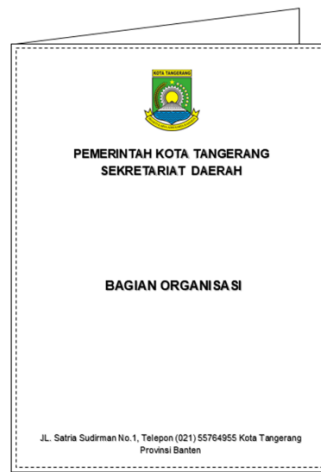 KOTA TANGERANG
PEMERINTAH KOTA TANGERANG
SEKRETARIAT DAERAH
BAGIAN ORGANISASI
JL. Satria Sudirman No.1, Telepon (021) 55764955 Kota Tangerang
Provinsi Banten